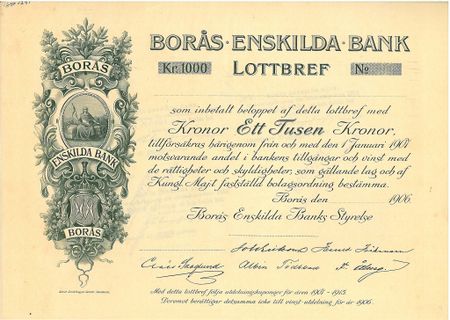 BORÅS · ENSKILDA · BANK
Kr. 1000 LOTTBREF No
som inbetalt beloppet af detta lottbref med
Kronor Ett Tusen Kronor,
tillförsäkras härigenom från och med den 1 Januari 1907
motsvarande andel i bankens tillgångar och vinst med
de rättigheter och skyldigheter, som gällande lag och af
Kungl. Maj:t fastställd bolagsordning bestämma.
Borås den 1906.
Borås Enskilda Banks Styrelse
Med detta lottbref följa utdelningskuponger för åren 1907 - 1915.
Deremot berättigar detsamma icke till vinst utdelning för år 1906.
BORÅS
ENSKILDA BANK
BORÅS